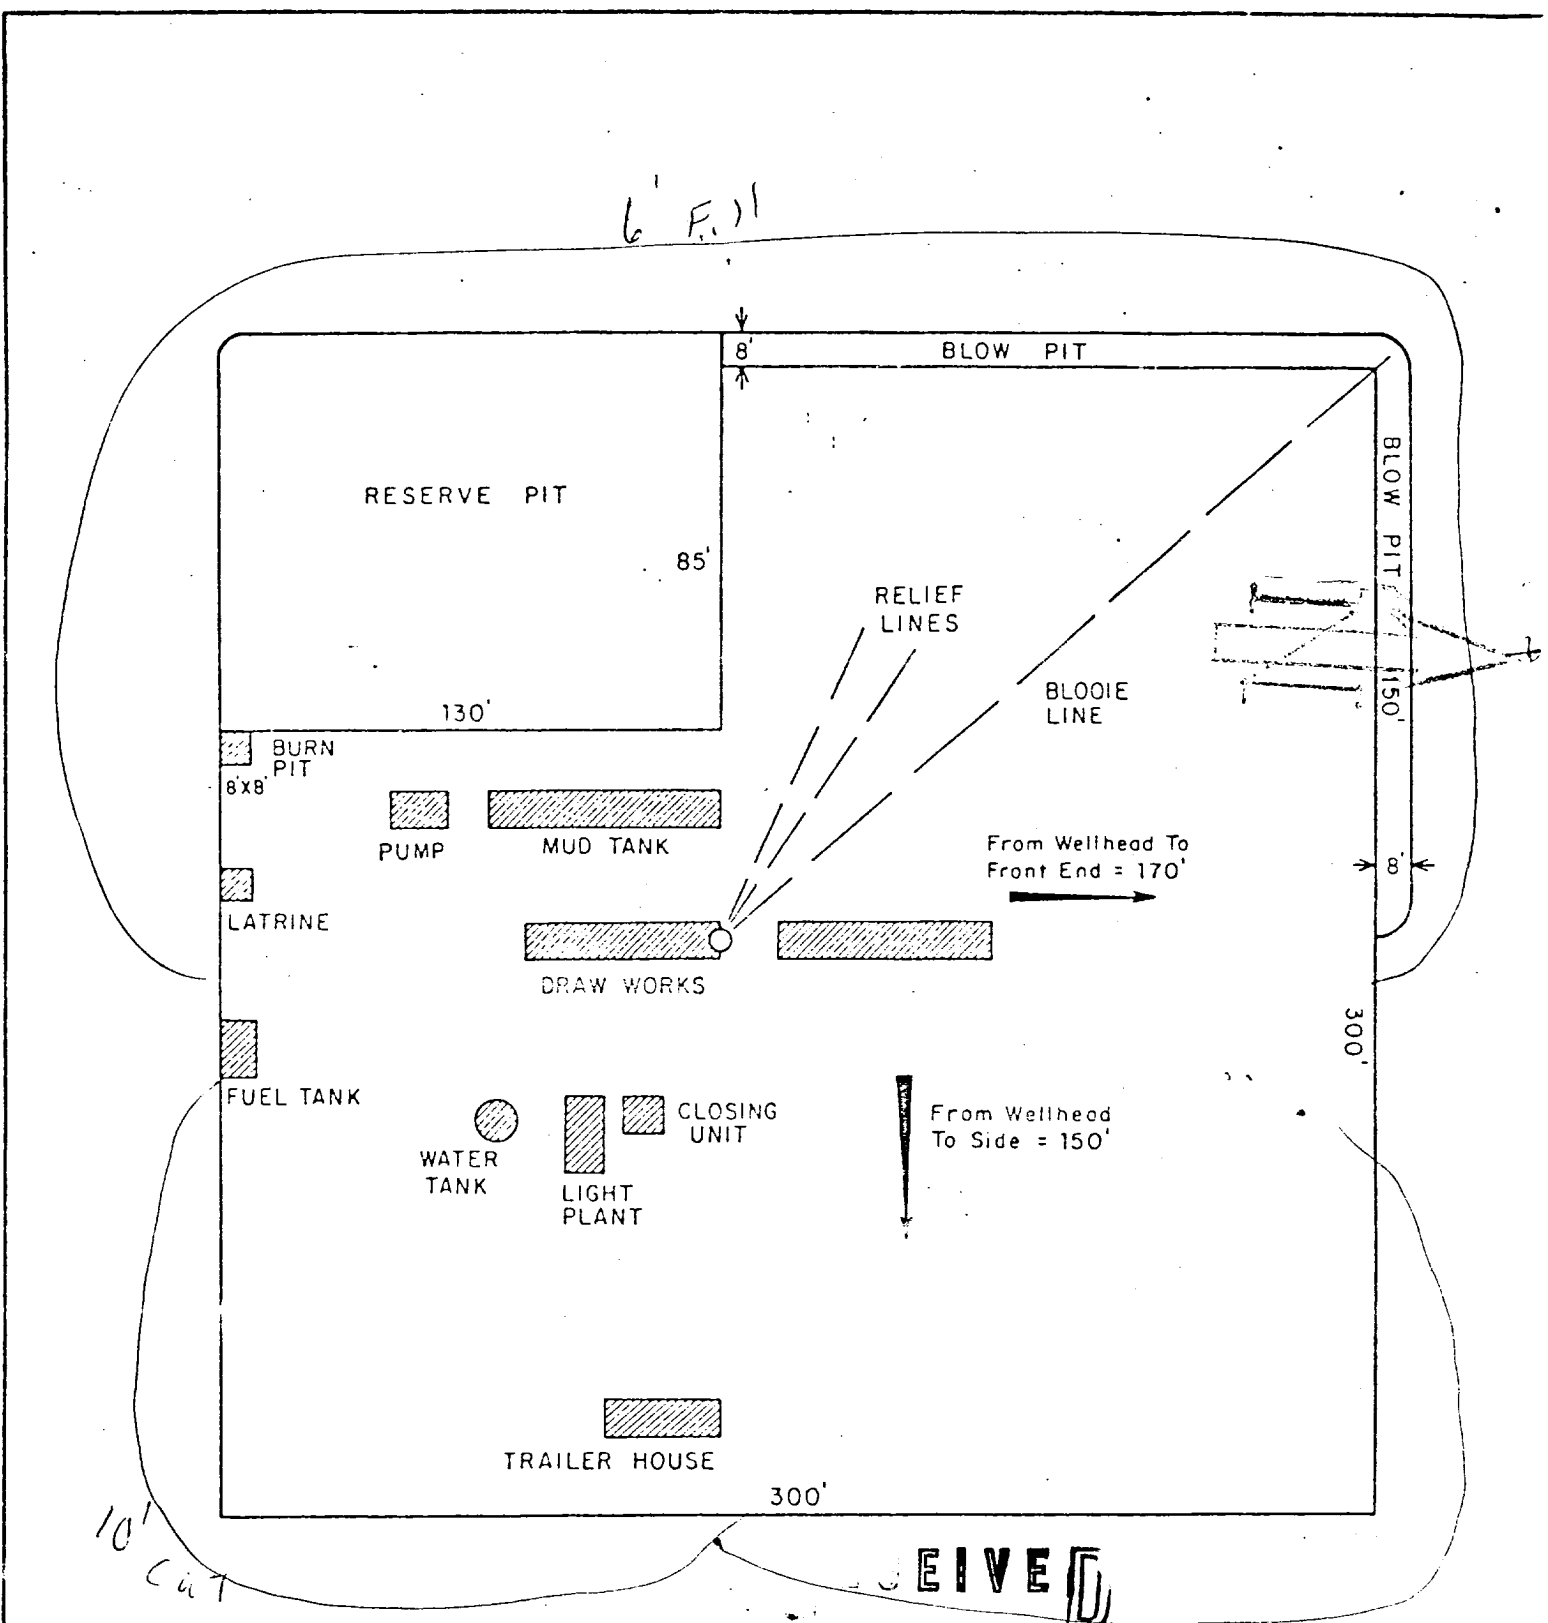 6' Fill
8'
BLOW PIT
BLOW PIT
RESERVE PIT
85'
RELIEF
LINES
BLOOIE
LINE
150'
130'
BURN
PIT
8'X8'
PUMP
MUD TANK
From Wellhead To
Front End = 170'
8'
LATRINE
DRAW WORKS
300'
FUEL TANK
CLOSING
UNIT
From Wellhead
To Side = 150'
WATER
TANK
LIGHT
PLANT
TRAILER HOUSE
300'
10'
Cut
EIVED